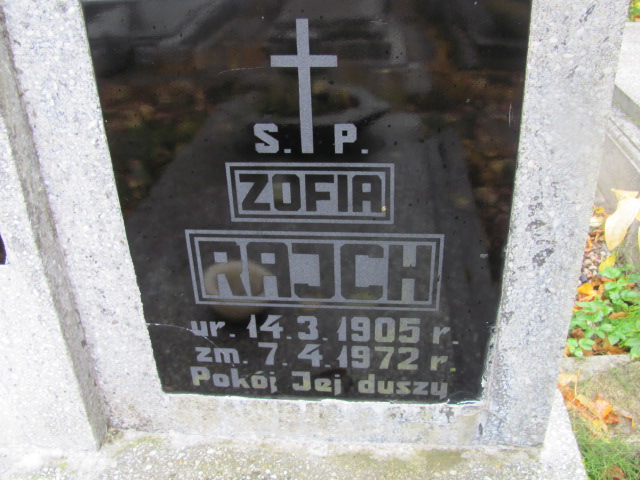 S. P.
ZOFIA
RAJCH
ur. 14.3.1905 r.
zm. 7.4.1972 r.
Pokój Jej duszy